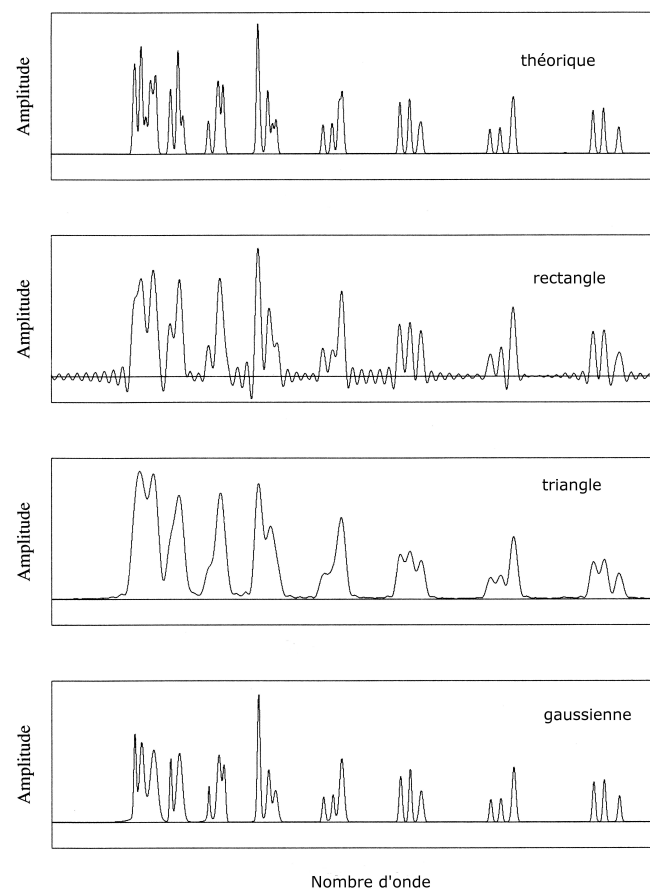 théorique
Amplitude
rectangle
Amplitude
triangle
Amplitude
gaussienne
Amplitude
Nombre d'onde